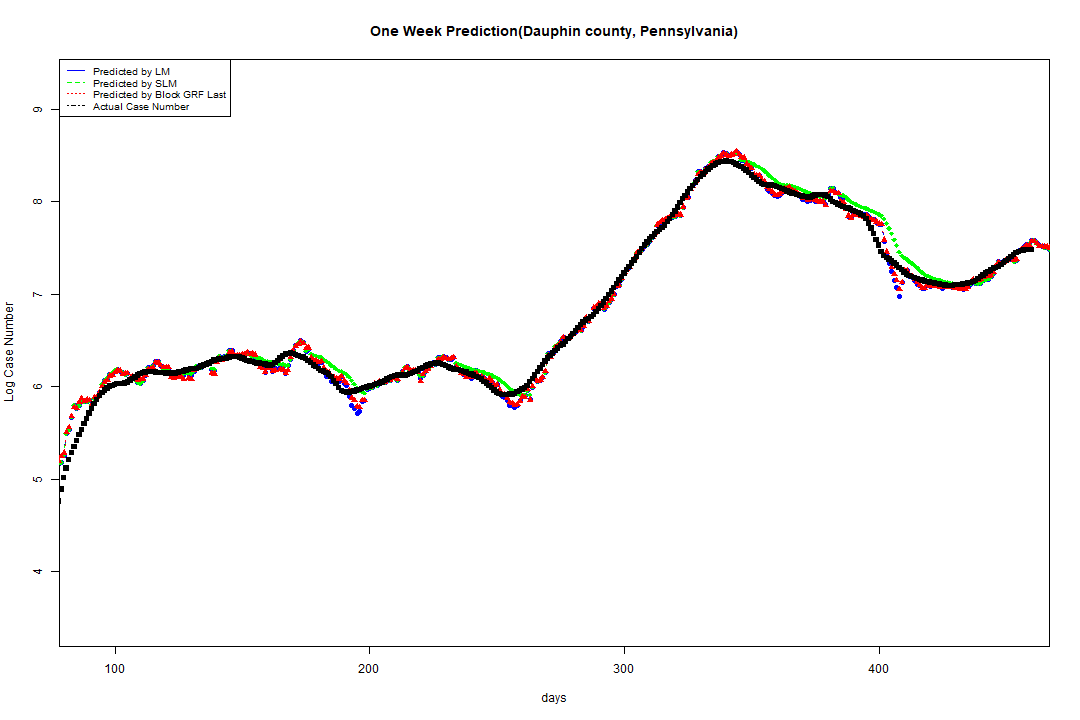 One Week Prediction(Dauphin county, Pennsylvania)
Predicted by LM
Predicted by SLM
Predicted by Block GRF Last
Actual Case Number
9
8
7
6
5
4
Log Case Number
100 200 300 400
days